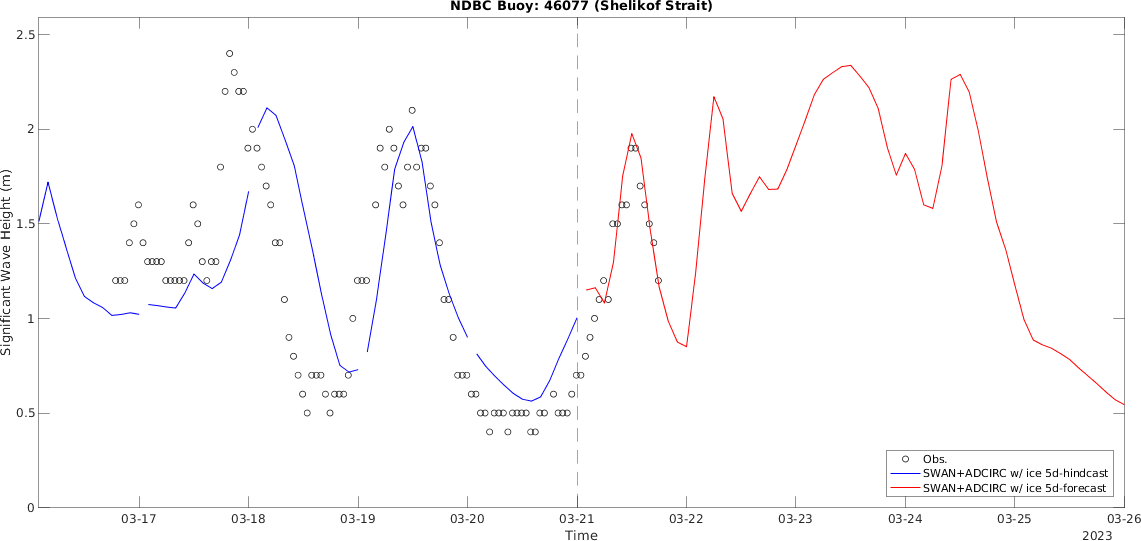 NDBC Buoy: 46077 (Shelikof Strait)
2.5
2
1.5
1
0.5
0
Significant Wave Height (m)
Obs.
SWAN+ADCIRC w/ ice 5d-hindcast
SWAN+ADCIRC w/ ice 5d-forecast
03-17 03-18 03-19 03-20 03-21 03-22 03-23 03-24 03-25 03-26
Time
2023